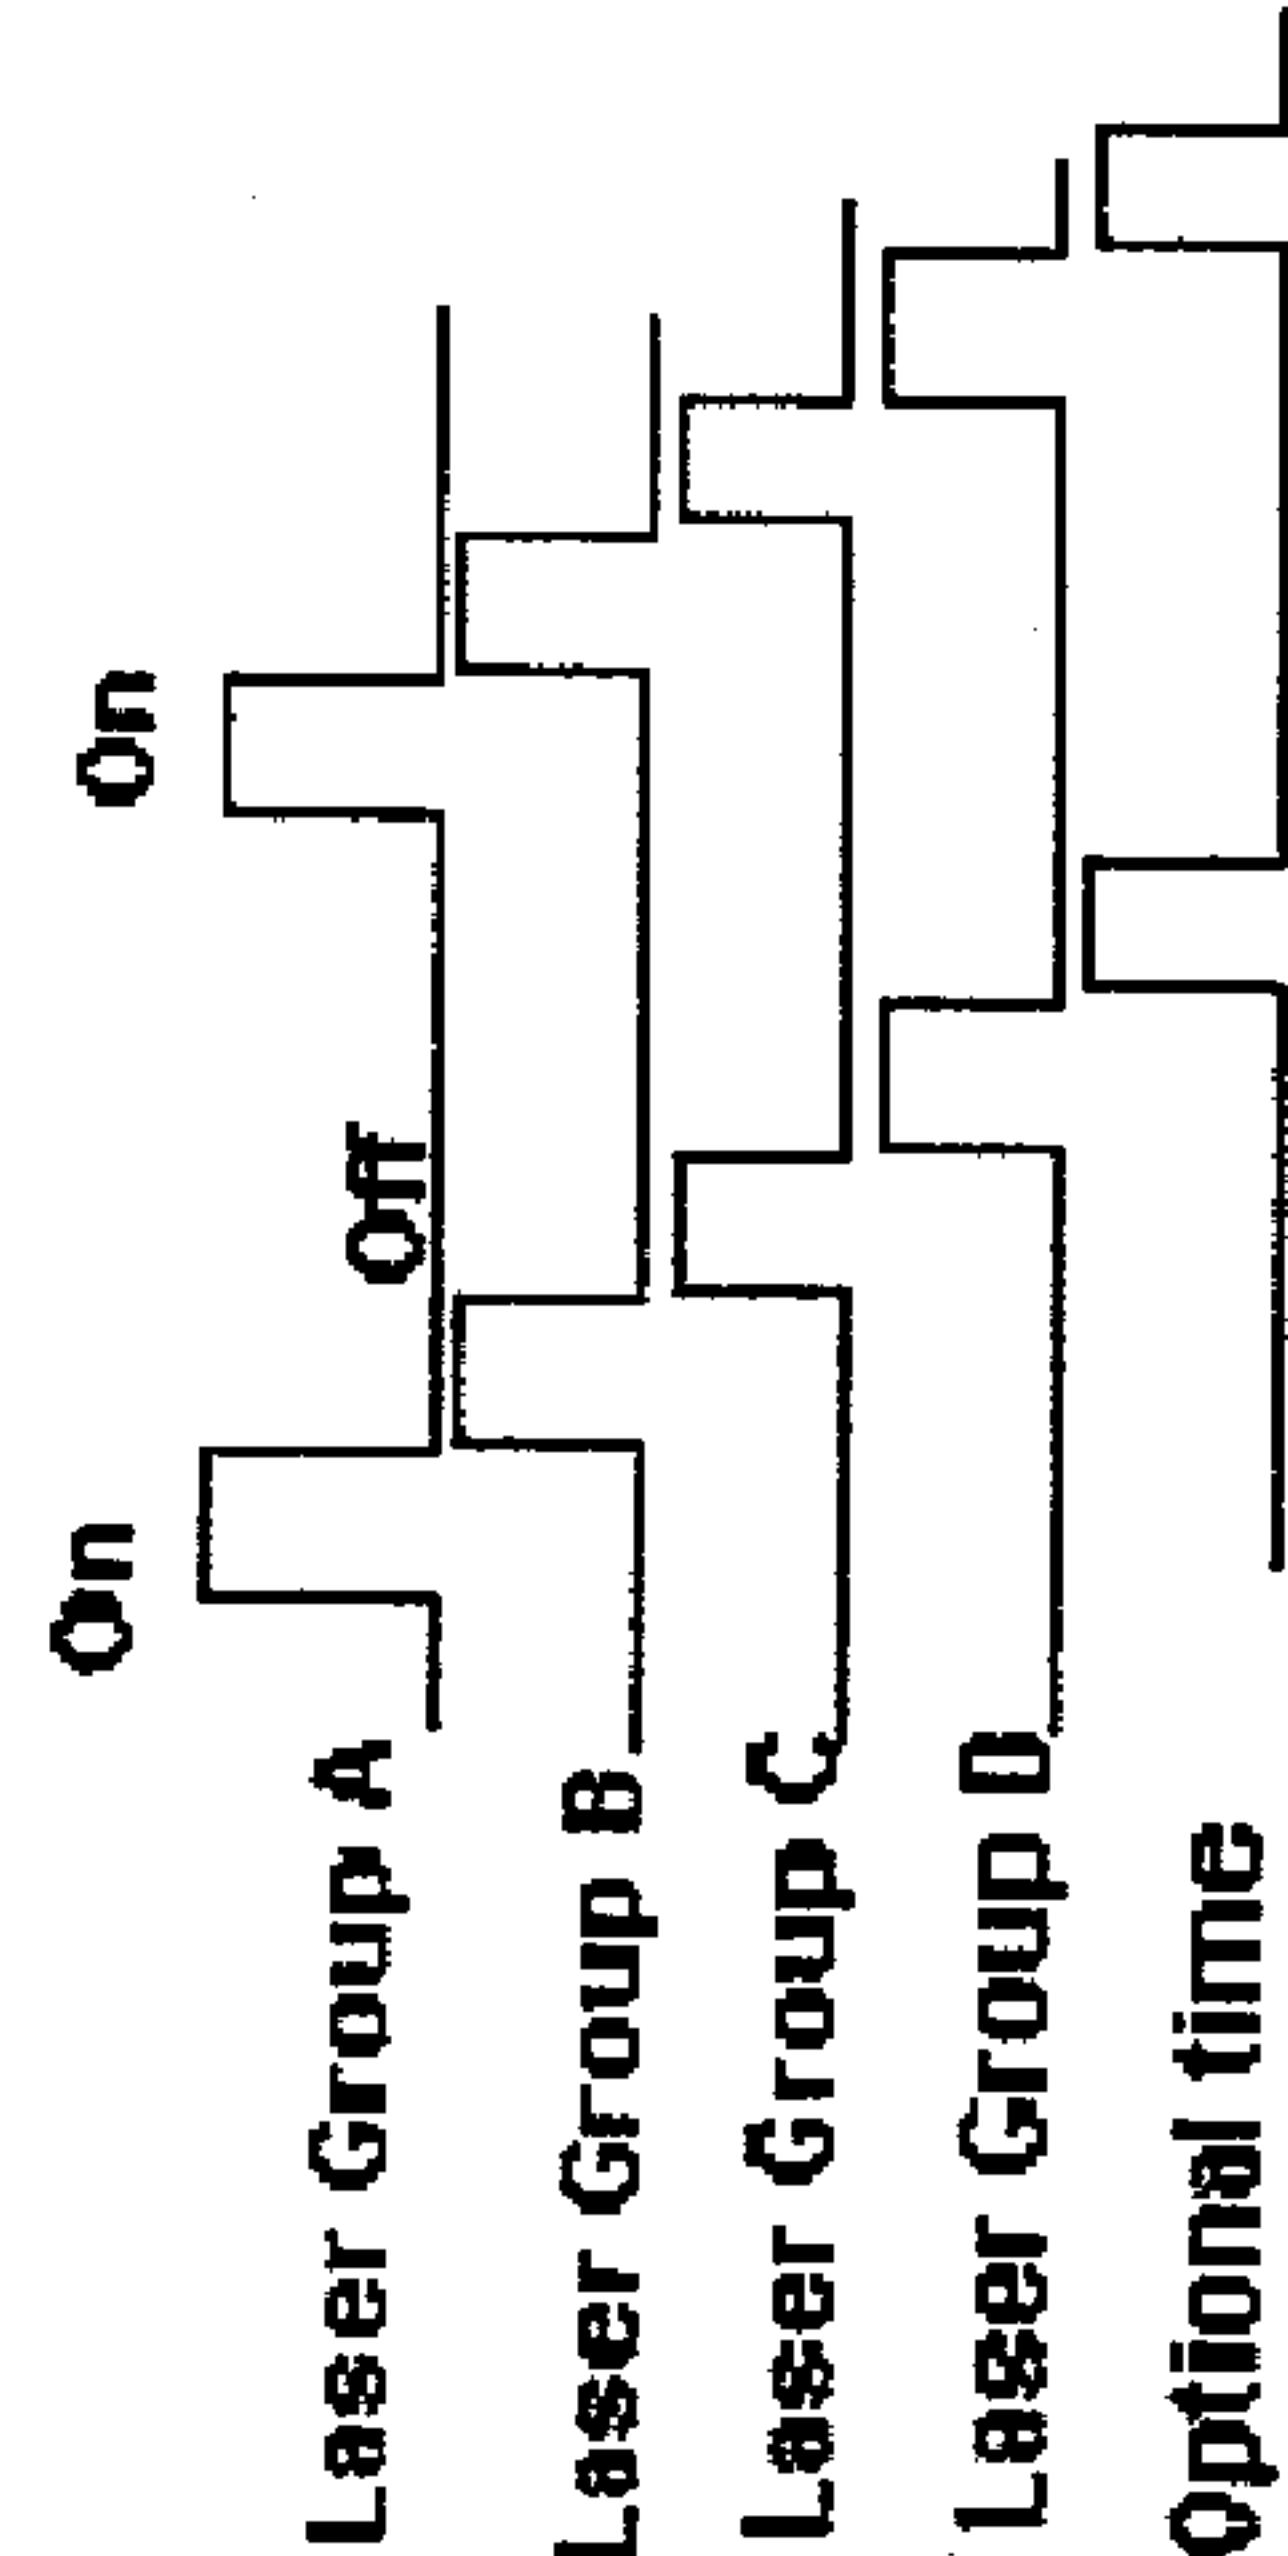 On On
Off
Laser Group A
Laser Group B
Laser Group C
Laser Group D
Optional time